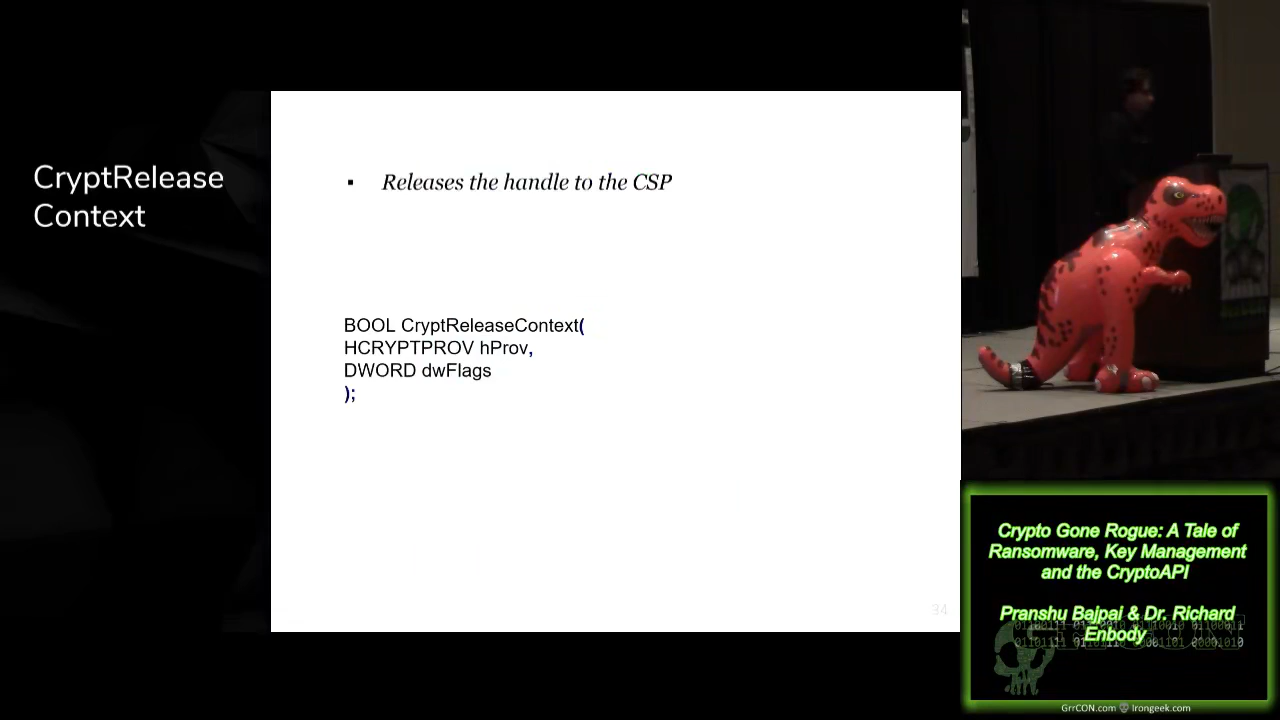 CryptRelease
Context
▪ Releases the handle to the CSP
BOOL CryptReleaseContext(
HCRYPTPROV hProv,
DWORD dwFlags
);
34
Crypto Gone Rogue: A Tale of
Ransomware, Key Management
and the CryptoAPI
Pranshu Bajpai & Dr. Richard
Enbody
GrrCON.com Irongeek.com